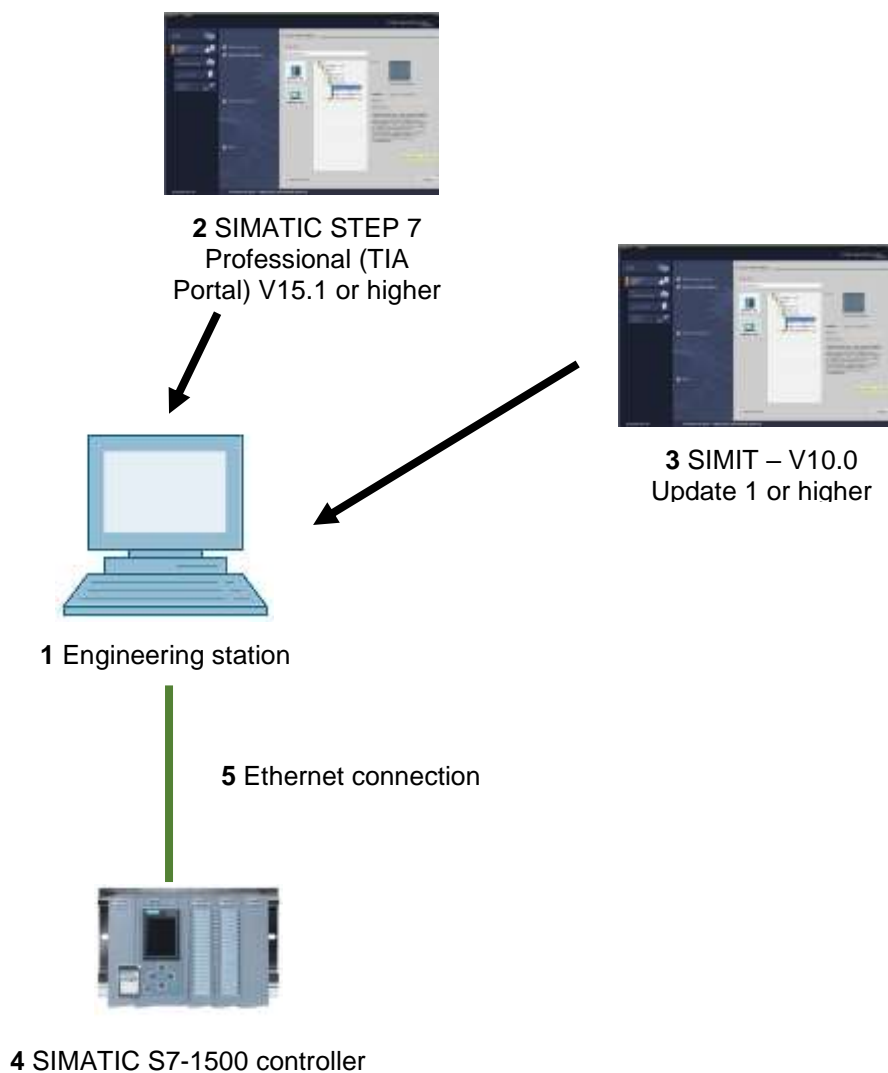 2 SIMATIC STEP 7
Professional (TIA
Portal) V15.1 or higher
3 SIMIT – V10.0
Update 1 or higher
1 Engineering station
5 Ethernet connection
4 SIMATIC S7-1500 controller